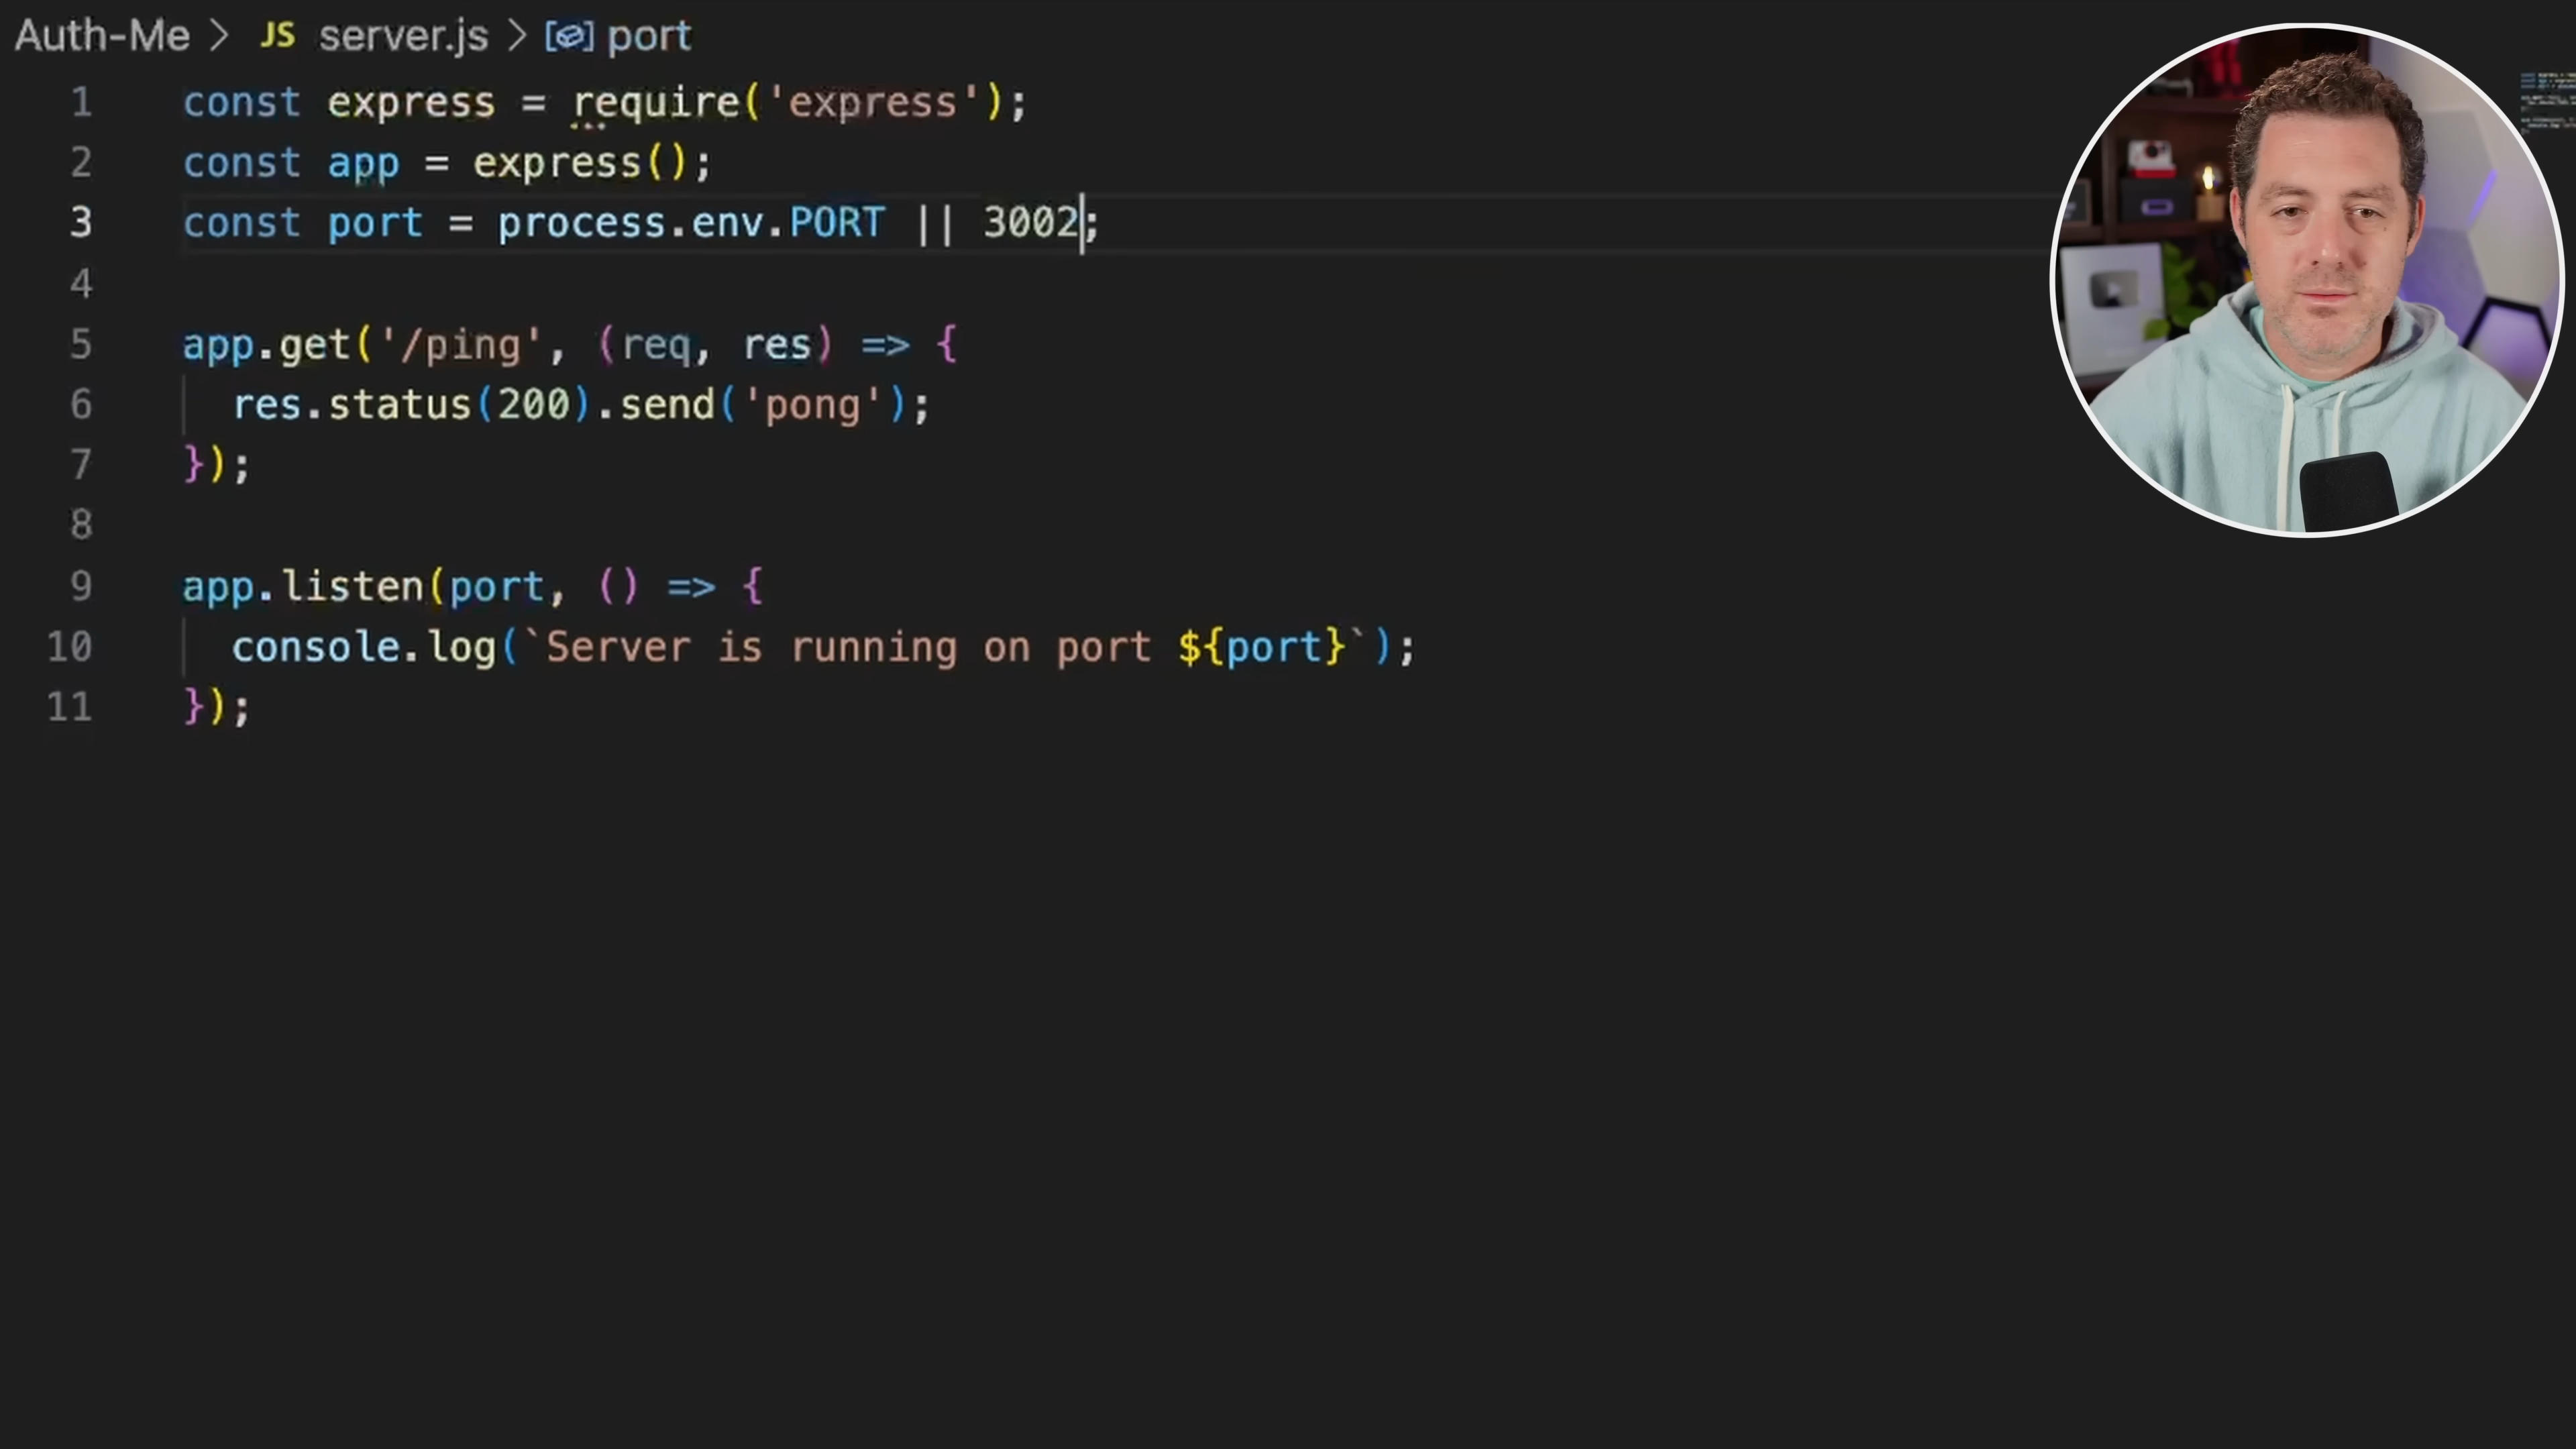 Auth-Me > JS server.js > port
1 const express = require('express');
2 const app = express();
3 const port = process.env.PORT || 3002;
4
5 app.get('/ping', (req, res) => {
6 res.status(200).send('pong');
7 });
8
9 app.listen(port, () => {
10 console.log(`Server is running on port ${port}`);
11 });